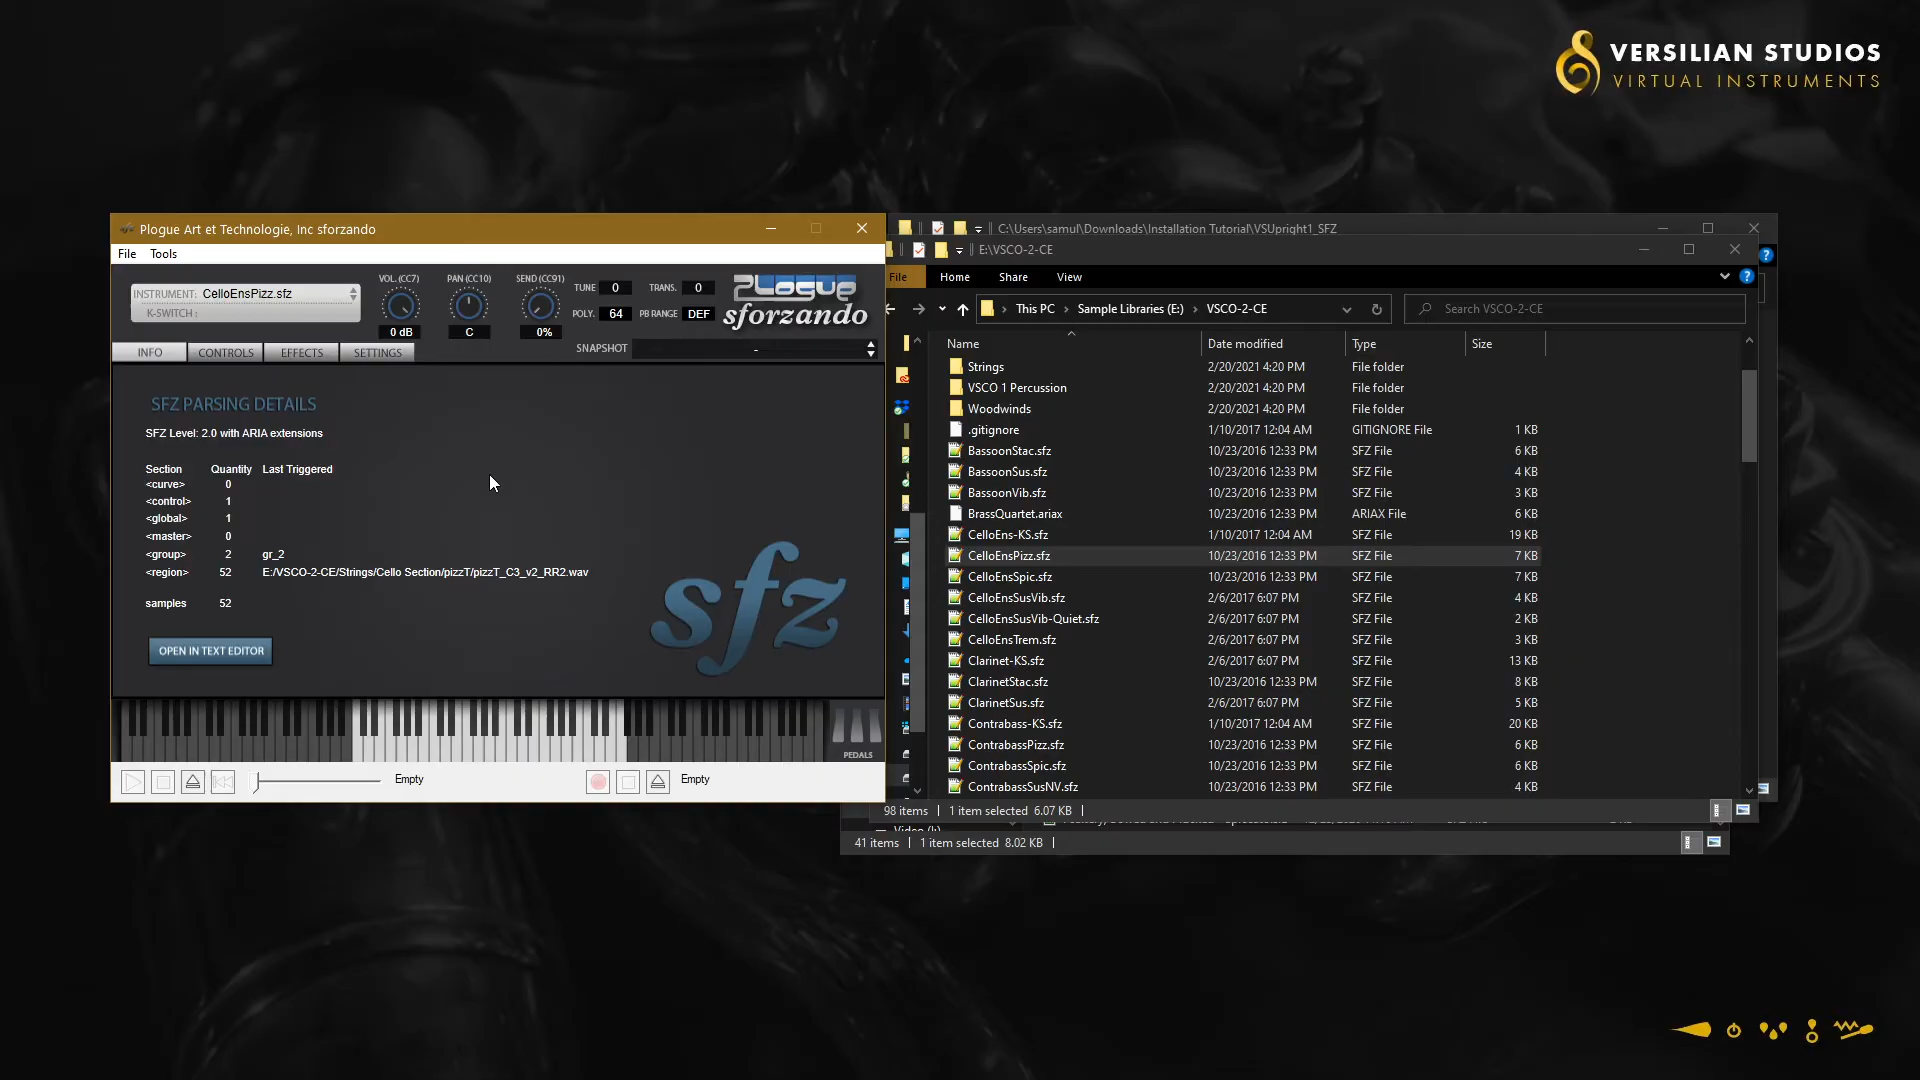 VERSILIAN STUDIOS
VIRTUAL INSTRUMENTS
Plogue Art et Technologie, Inc sforzando
File Tools
INSTRUMENT: CelloEnsPizz.sfz
K-SWITCH :
VOL. (CC7) PAN (CC10) SEND (CC91)
0 dB C 0%
TUNE 0 TRANS. 0
POLY. 64 PB RANGE DEF
PLOGUE
sforzando
SNAPSHOT -
INFO CONTROLS EFFECTS SETTINGS
SFZ PARSING DETAILS
SFZ Level: 2.0 with ARIA extensions
Section Quantity Last Triggered
<curve> 0
<control> 1
<global> 1
<master> 0
<group> 2 gr_2
<region> 52 E:/VSCO-2-CE/Strings/Cello Section/pizzT/pizzT_C3_v2_RR2.wav
samples 52
OPEN IN TEXT EDITOR
sfz
PEDALS
Empty Empty
C:\Users\samul\Downloads\Installation Tutorial\VSUpright1_SFZ
E:\VSCO-2-CE
File Home Share View
This PC > Sample Libraries (E:) > VSCO-2-CE
Search VSCO-2-CE
Name Date modified Type Size
Strings 2/20/2021 4:20 PM File folder
VSCO 1 Percussion 2/20/2021 4:20 PM File folder
Woodwinds 2/20/2021 4:20 PM File folder
.gitignore 1/10/2017 12:04 AM GITIGNORE File 1 KB
BassoonStac.sfz 10/23/2016 12:33 PM SFZ File 6 KB
BassoonSus.sfz 10/23/2016 12:33 PM SFZ File 4 KB
BassoonVib.sfz 10/23/2016 12:33 PM SFZ File 3 KB
BrassQuartet.ariax 10/23/2016 12:33 PM ARIAX File 6 KB
CelloEns-KS.sfz 1/10/2017 12:04 AM SFZ File 19 KB
CelloEnsPizz.sfz 10/23/2016 12:33 PM SFZ File 7 KB
CelloEnsSpic.sfz 10/23/2016 12:33 PM SFZ File 7 KB
CelloEnsSusVib.sfz 2/6/2017 6:07 PM SFZ File 4 KB
CelloEnsSusVib-Quiet.sfz 2/6/2017 6:07 PM SFZ File 2 KB
CelloEnsTrem.sfz 2/6/2017 6:07 PM SFZ File 3 KB
Clarinet-KS.sfz 2/6/2017 6:07 PM SFZ File 13 KB
ClarinetStac.sfz 10/23/2016 12:33 PM SFZ File 8 KB
ClarinetSus.sfz 2/6/2017 6:07 PM SFZ File 5 KB
Contrabass-KS.sfz 1/10/2017 12:04 AM SFZ File 20 KB
ContrabassPizz.sfz 10/23/2016 12:33 PM SFZ File 6 KB
ContrabassSpic.sfz 10/23/2016 12:33 PM SFZ File 6 KB
ContrabassSusNV.sfz 10/23/2016 12:33 PM SFZ File 4 KB
98 items 1 item selected 6.07 KB
41 items 1 item selected 8.02 KB